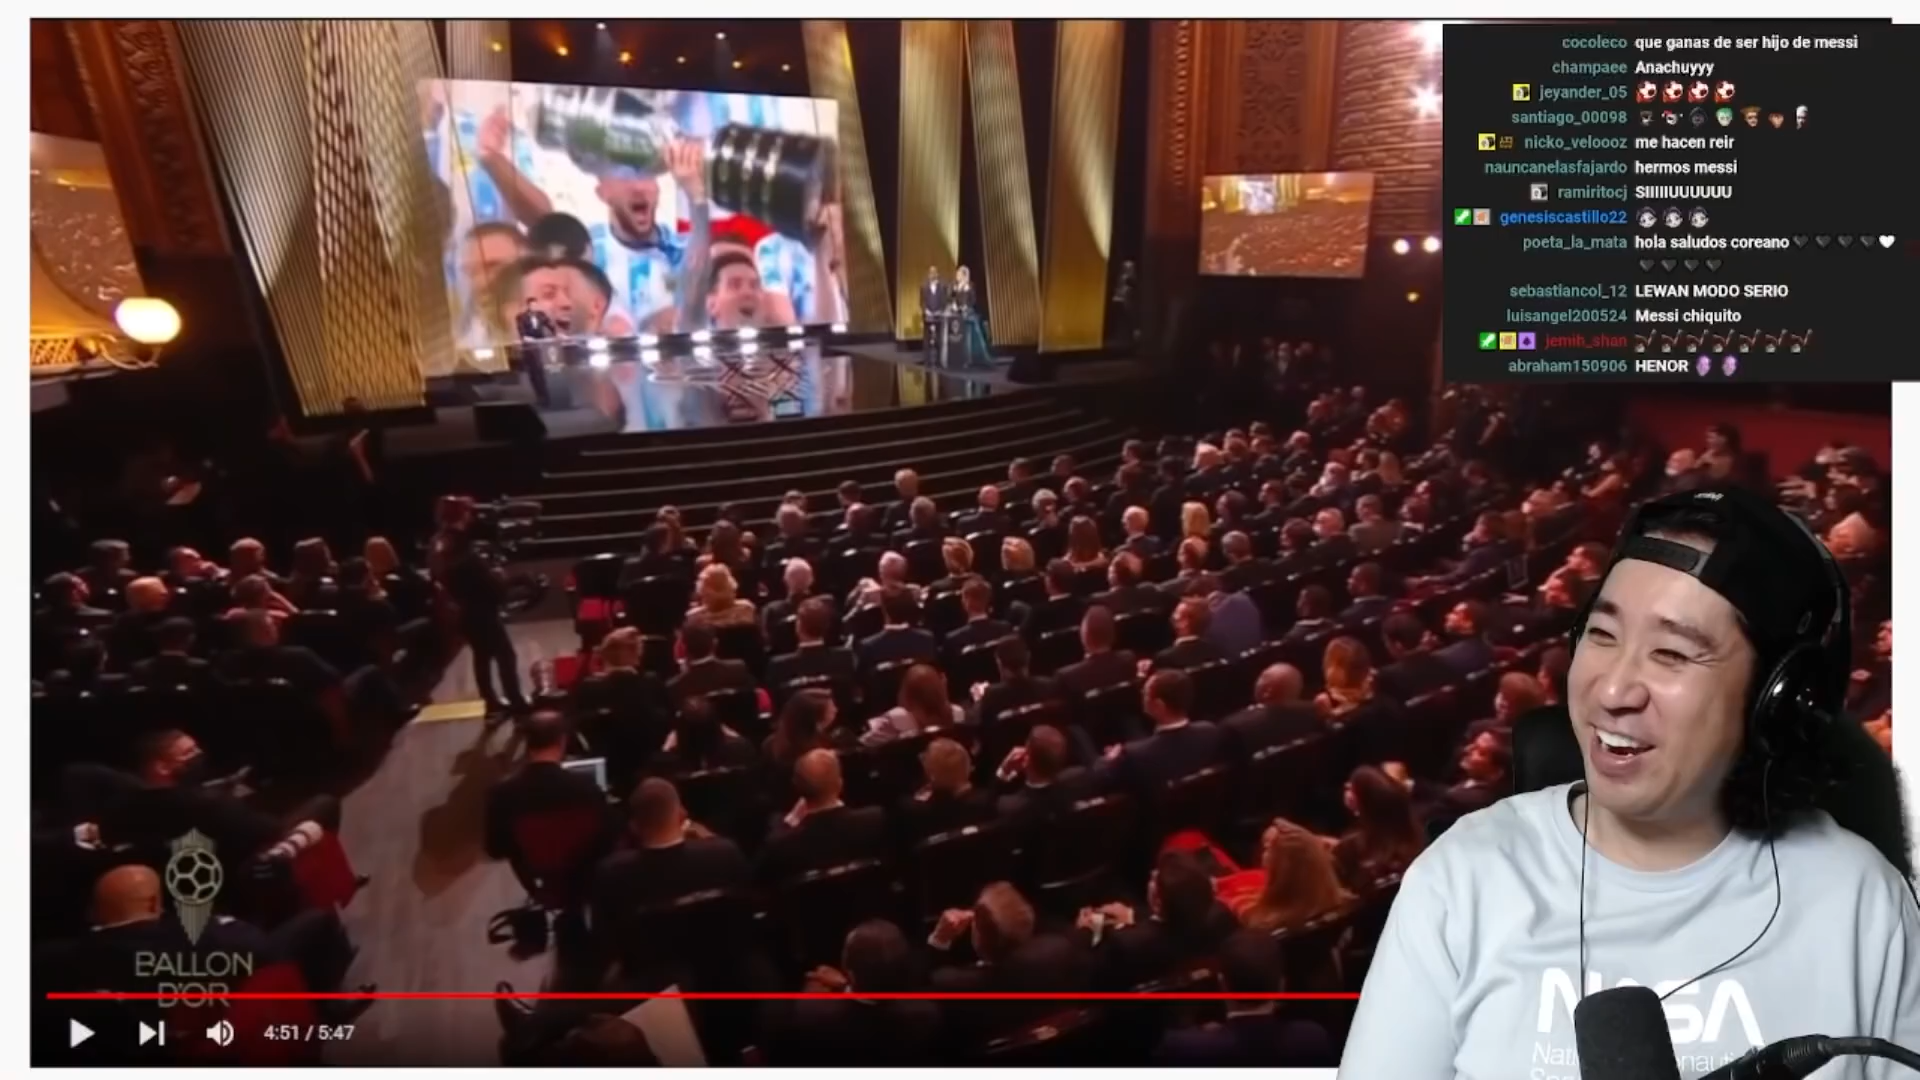 cocoleco que ganas de ser hijo de messi
champaee Anachuyyy
jeyander_05
santiago_00098
nicko_veloooz me hacen reir
nauncanelasfajardo hermos messi
ramiritocj SIIIIIUUUUUU
genesiscastillo22
poeta_la_mata hola saludos coreano
sebastiancol_12 LEWAN MODO SERIO
luisangel200524 Messi chiquito
jemih_shan
abraham150906 HENOR
BALLON
D'OR
4:51 / 5:47
NASA